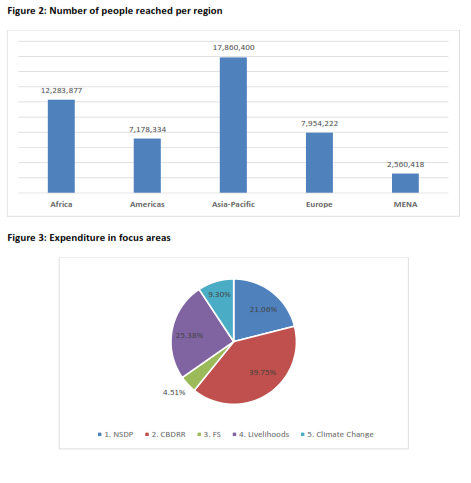 Figure 2: Number of people reached per region
17,860,400
12,283,877
7,954,222
7,178,334
2,560,418
Africa Americas Asia-Pacific Europe MENA
Figure 3: Expenditure in focus areas
9.30%
21.06%
25.38%
39.75%
4.51%
1. NSDP 2. CBDRR 3. FS 4. Livelihoods 5. Climate Change